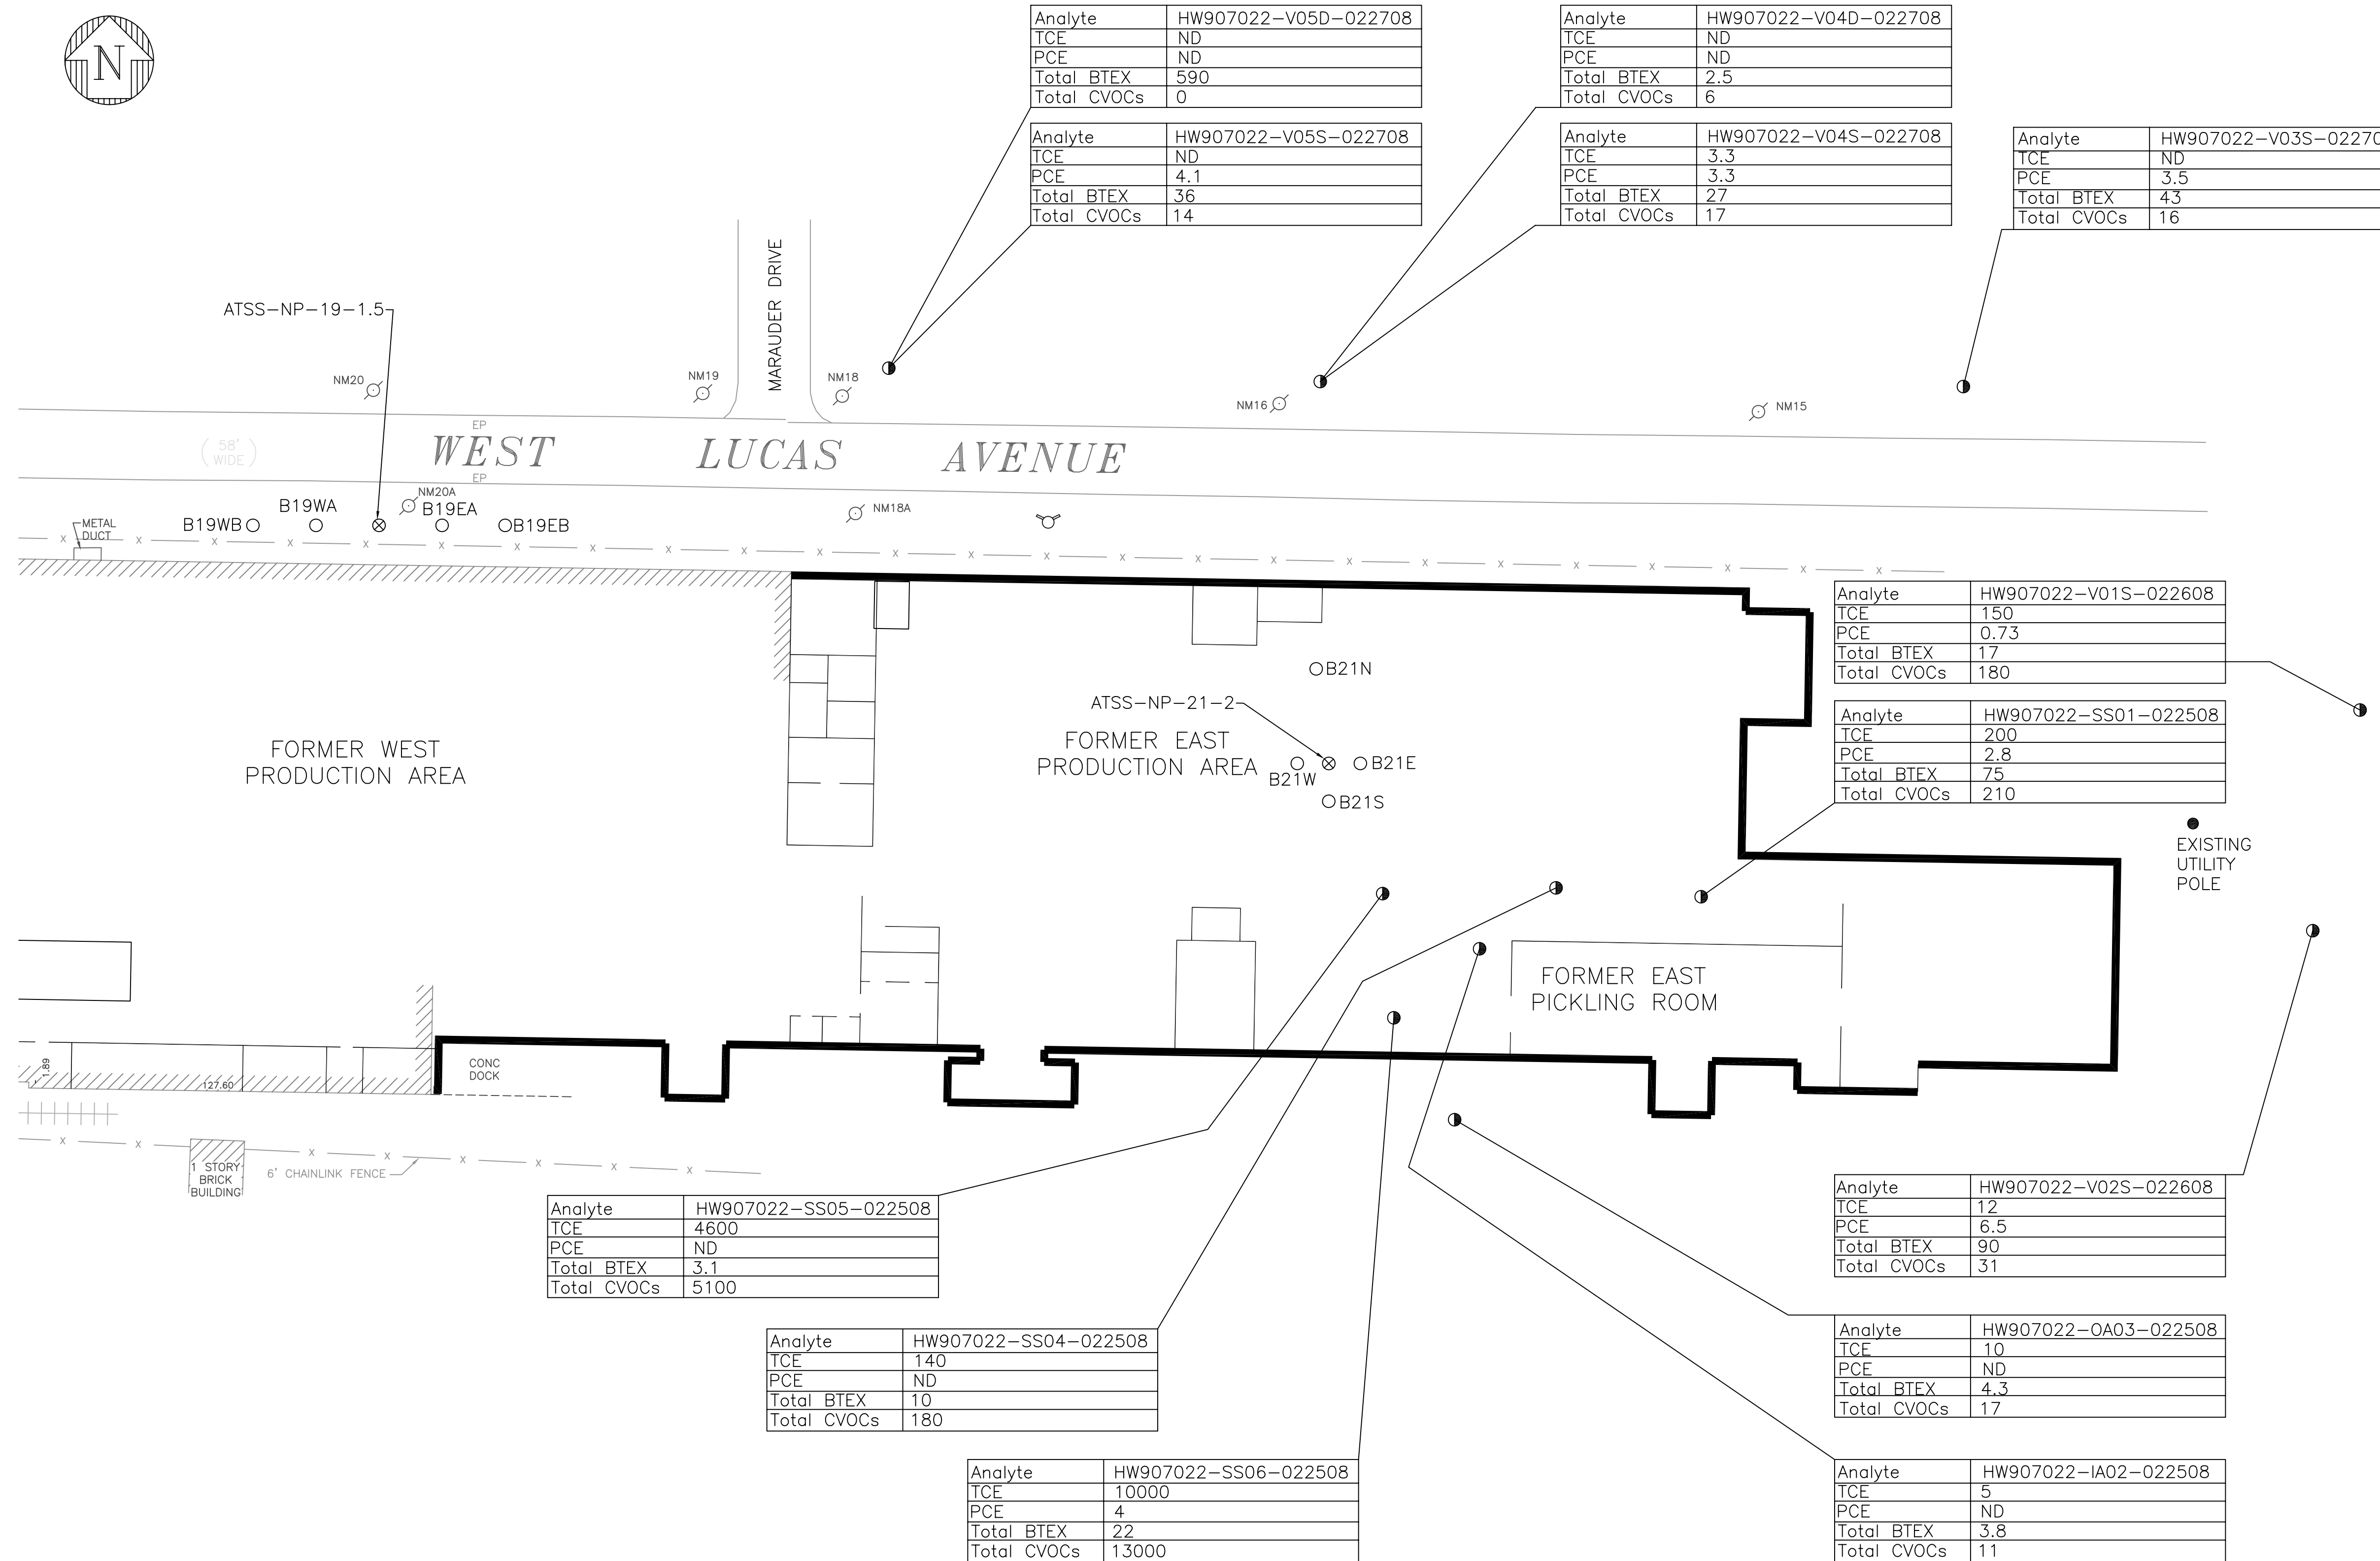 N
Analyte HW907022-V05D-022708
TCE ND
PCE ND
Total BTEX 590
Total CVOCs 0
Analyte HW907022-V04D-022708
TCE ND
PCE ND
Total BTEX 2.5
Total CVOCs 6
Analyte HW907022-V05S-022708
TCE ND
PCE 4.1
Total BTEX 36
Total CVOCs 14
Analyte HW907022-V04S-022708
TCE 3.3
PCE 3.3
Total BTEX 27
Total CVOCs 17
Analyte HW907022-V03S-02270
TCE ND
PCE 3.5
Total BTEX 43
Total CVOCs 16
MARAUDER DRIVE
ATSS-NP-19-1.5
NM20
NM19
NM18
NM16
NM15
EP
(58' WIDE)
WEST LUCAS AVENUE
EP
NM20A
NM18A
B19WB
B19WA
B19EA
B19EB
METAL
DUCT
X X X X X X X X X X X X X X X X X X X X X X X X X
Analyte HW907022-V01S-022608
TCE 150
PCE 0.73
Total BTEX 17
Total CVOCs 180
B21N
ATSS-NP-21-2
FORMER WEST
PRODUCTION AREA
FORMER EAST
PRODUCTION AREA
B21W
B21E
B21S
Analyte HW907022-SS01-022508
TCE 200
PCE 2.8
Total BTEX 75
Total CVOCs 210
EXISTING
UTILITY
POLE
FORMER EAST
PICKLING ROOM
CONC
DOCK
1.89
127.60
X X X X X X X X X
1 STORY
BRICK
BUILDING
6' CHAINLINK FENCE
Analyte HW907022-SS05-022508
TCE 4600
PCE ND
Total BTEX 3.1
Total CVOCs 5100
Analyte HW907022-V02S-022608
TCE 12
PCE 6.5
Total BTEX 90
Total CVOCs 31
Analyte HW907022-SS04-022508
TCE 140
PCE ND
Total BTEX 10
Total CVOCs 180
Analyte HW907022-OA03-022508
TCE 10
PCE ND
Total BTEX 4.3
Total CVOCs 17
Analyte HW907022-SS06-022508
TCE 10000
PCE 4
Total BTEX 22
Total CVOCs 13000
Analyte HW907022-IA02-022508
TCE 5
PCE ND
Total BTEX 3.8
Total CVOCs 11